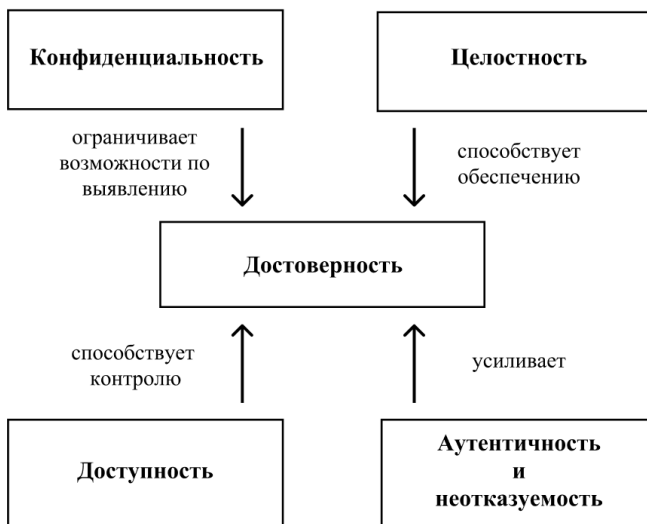 Конфиденциальность
Целостность
ограничивает
возможности по
выявлению
способствует
обеспечению
Достоверность
способствует
контролю
усиливает
Доступность
Аутентичность
и
неотказуемость